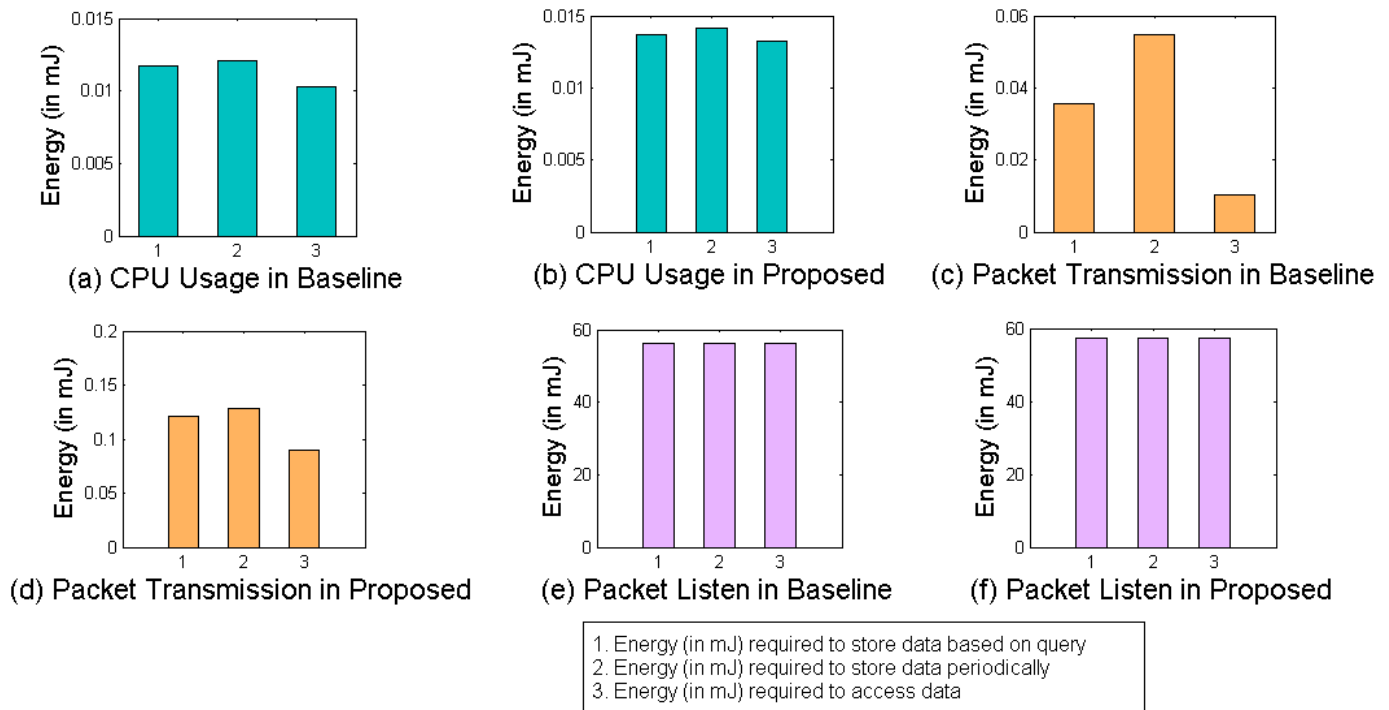 Energy (in mJ)
0.015
0.01
0.005
0
1 2 3
(a) CPU Usage in Baseline
Energy (in mJ)
0.015
0.01
0.005
0
1 2 3
(b) CPU Usage in Proposed
Energy (in mJ)
0.06
0.04
0.02
0
1 2 3
(c) Packet Transmission in Baseline
Energy (in mJ)
0.2
0.15
0.1
0.05
0
1 2 3
(d) Packet Transmission in Proposed
Energy (in mJ)
60
40
20
0
1 2 3
(e) Packet Listen in Baseline
Energy (in mJ)
60
40
20
0
1 2 3
(f) Packet Listen in Proposed
1. Energy (in mJ) required to store data based on query
2. Energy (in mJ) required to store data periodically
3. Energy (in mJ) required to access data